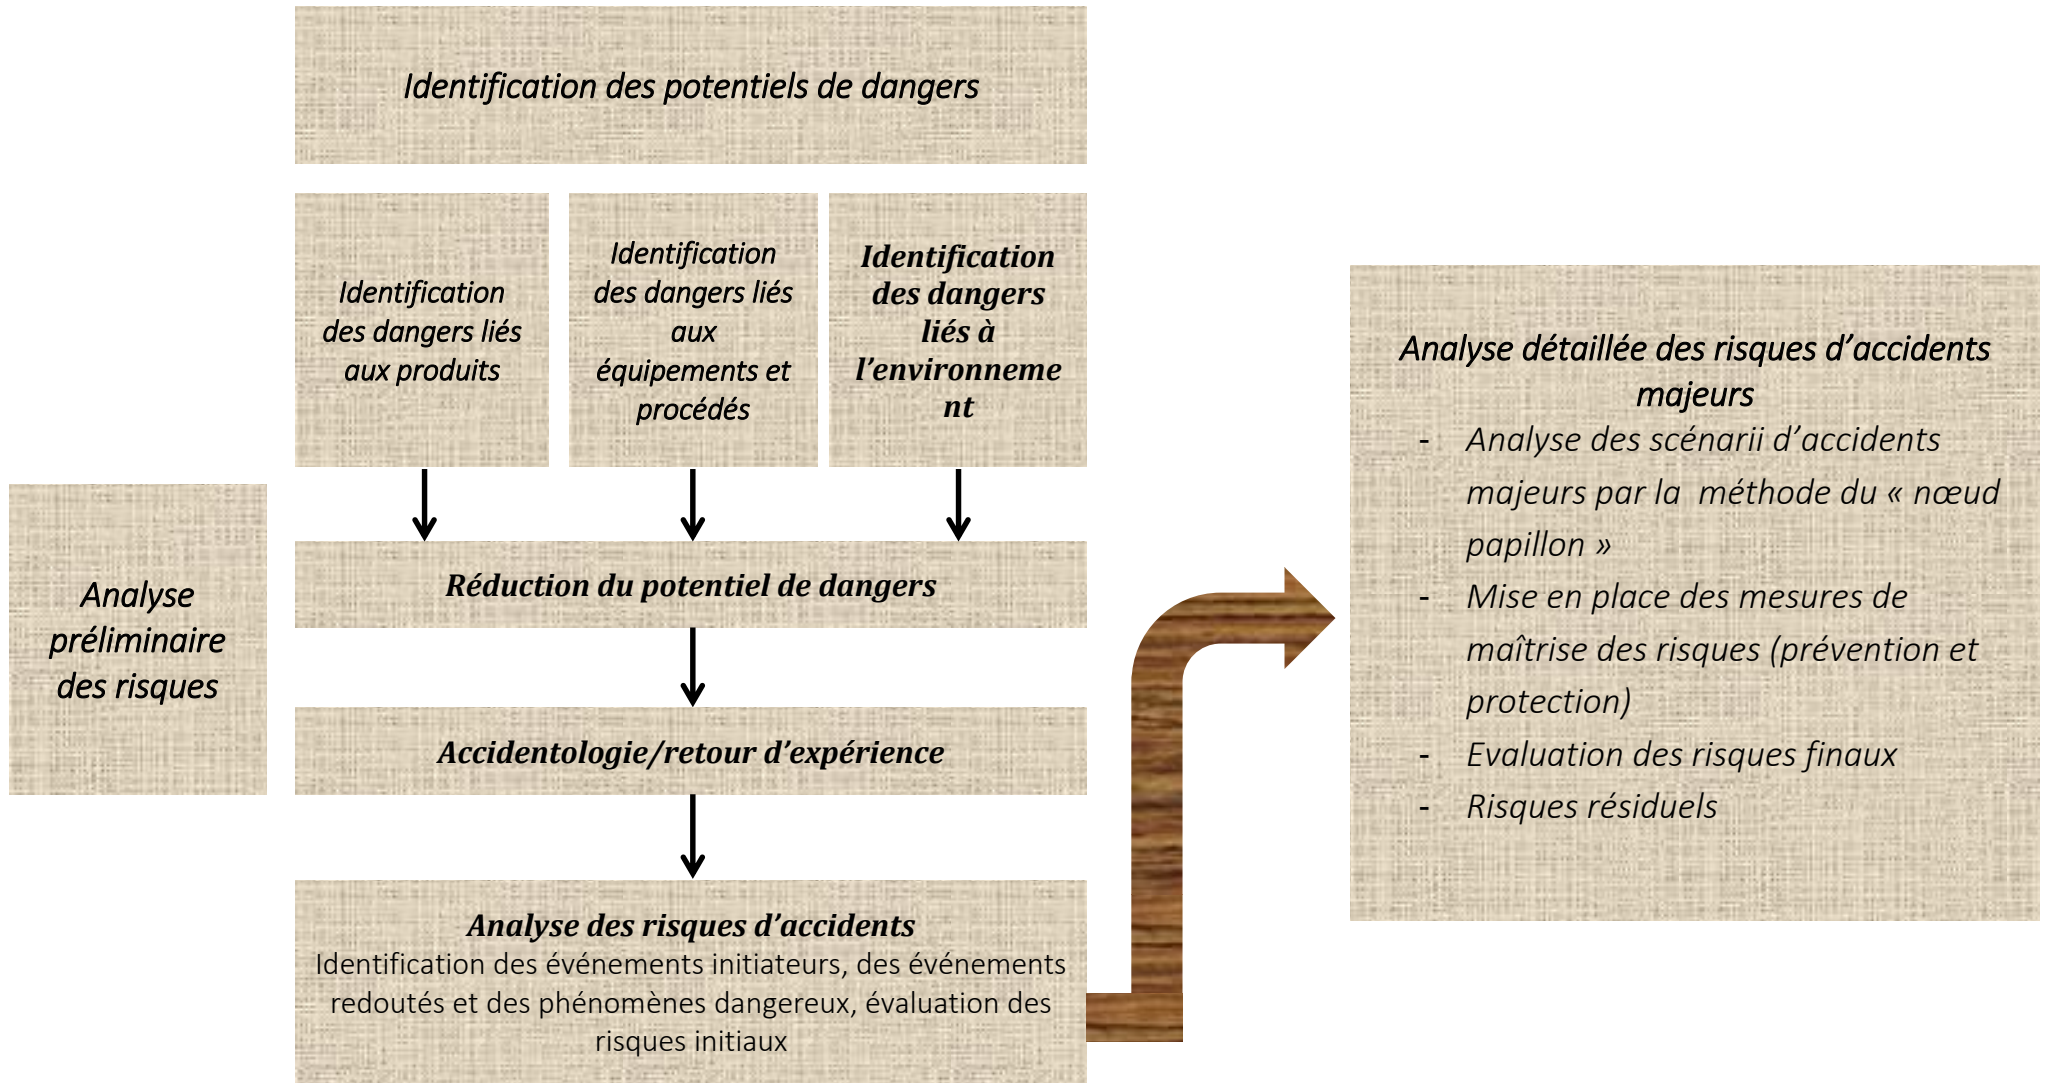 Identification des potentiels de dangers
Identification
des dangers liés
aux produits
Identification
des dangers liés
aux
équipements et
procédés
Identification
des dangers
liés à
l’environneme
nt
Analyse
préliminaire
des risques
Réduction du potentiel de dangers
Accidentologie/retour d’expérience
Analyse des risques d’accidents
Identification des événements initiateurs, des événements
redoutés et des phénomènes dangereux, évaluation des
risques initiaux
Analyse détaillée des risques d’accidents
majeurs
- Analyse des scénarii d’accidents
majeurs par la méthode du « nœud
papillon »
- Mise en place des mesures de
maîtrise des risques (prévention et
protection)
- Evaluation des risques finaux
- Risques résiduels